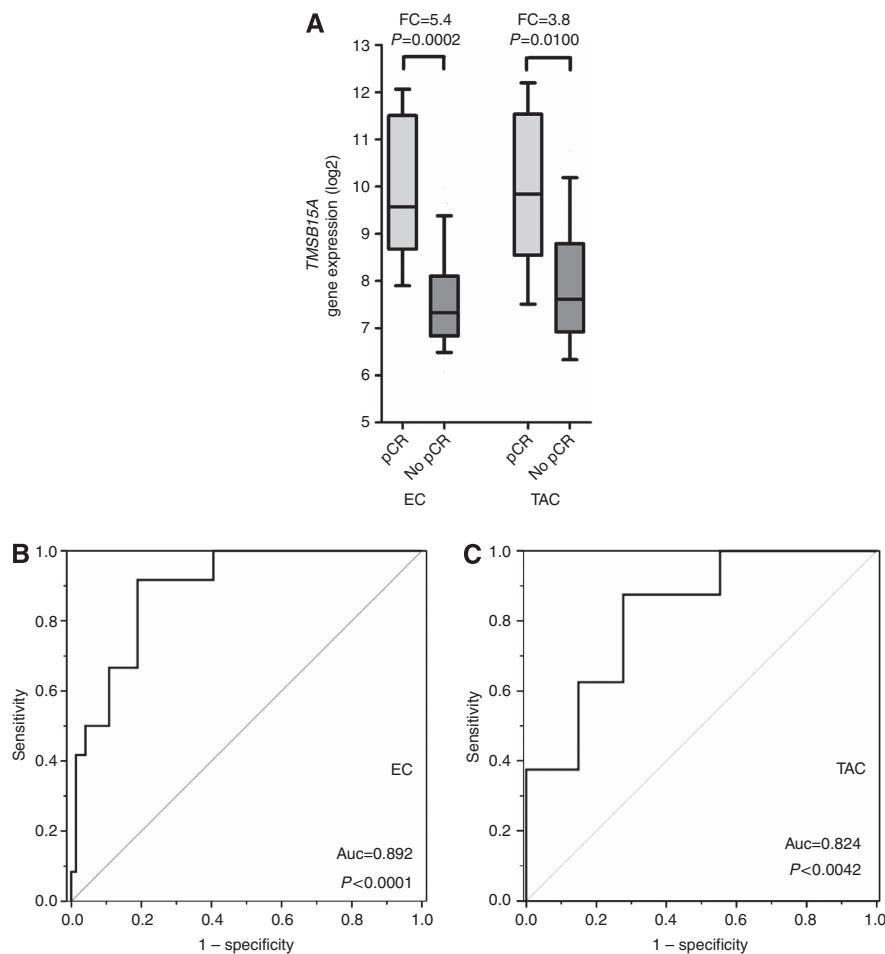 A
FC=5.4
P=0.0002
FC=3.8
P=0.0100
TMSB15A
gene expression (log2)
13
12
11
10
9
8
7
6
5
pCR
No pCR
pCR
No pCR
EC
TAC
B
Sensitivity
1.0
0.8
0.6
0.4
0.2
0.0
EC
Auc=0.892
P<0.0001
0.0 0.2 0.4 0.6 0.8 1.0
1 – specificity
C
Sensitivity
1.0
0.8
0.6
0.4
0.2
0.0
TAC
Auc=0.824
P<0.0042
0.0 0.2 0.4 0.6 0.8 1.0
1 – specificity